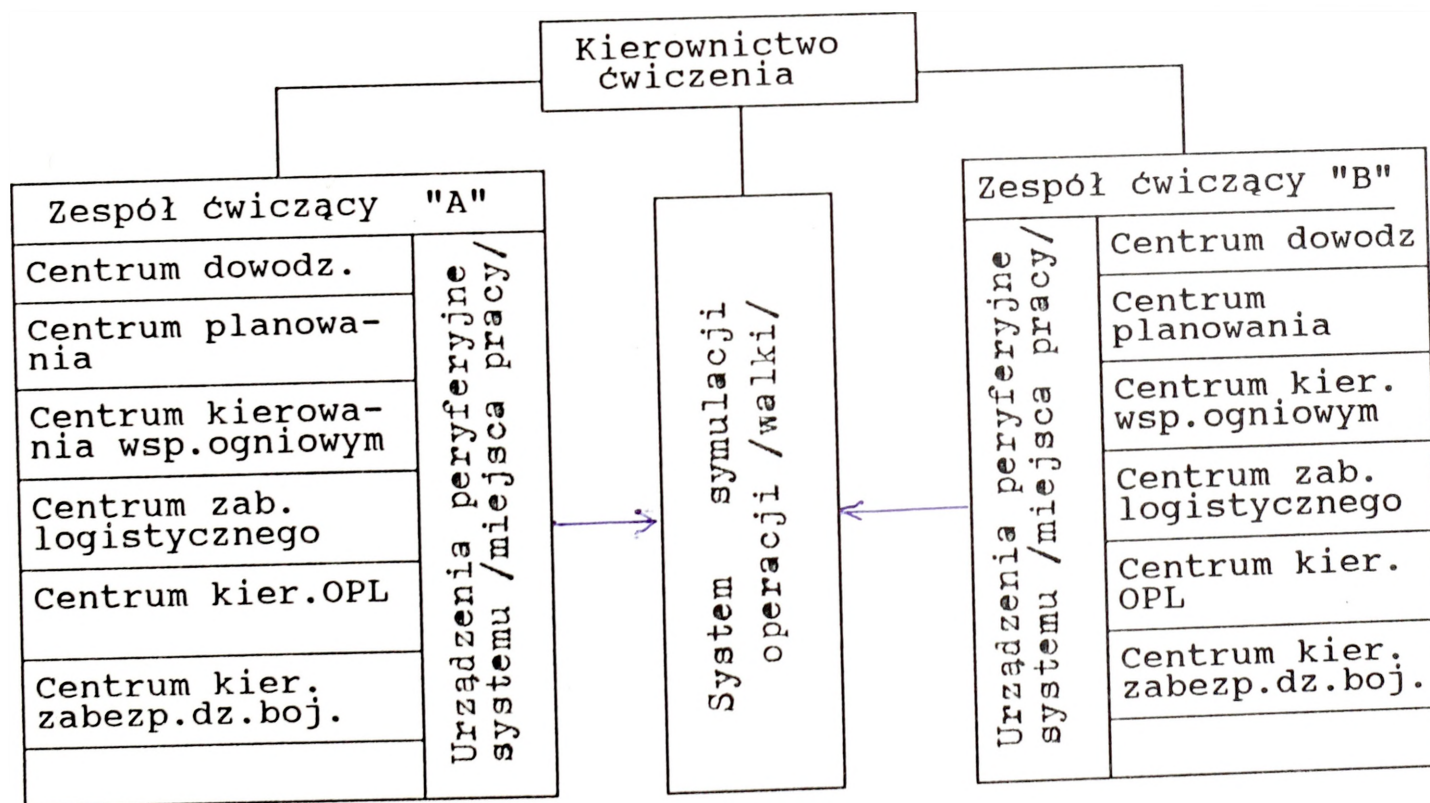 Kierownictwo
ćwiczenia
Zespół ćwiczący "A"
Centrum dowodz.
Centrum planowa-
nia
Centrum kierowa-
nia wsp.ogniowym
Centrum zab.
logistycznego
Centrum kier.OPL
Centrum kier.
zabezp.dz.boj.
Urządzenia peryferyjne
systemu /miejsca pracy/
System symulacji
operacji /walki/
Zespół ćwiczący "B"
Urządzenia peryferyjne
systemu /miejsca pracy/
Centrum dowodz
Centrum
planowania
Centrum kier.
wsp.ogniowym
Centrum zab.
logistycznego
Centrum kier.
OPL
Centrum kier.
zabezp.dz.boj.